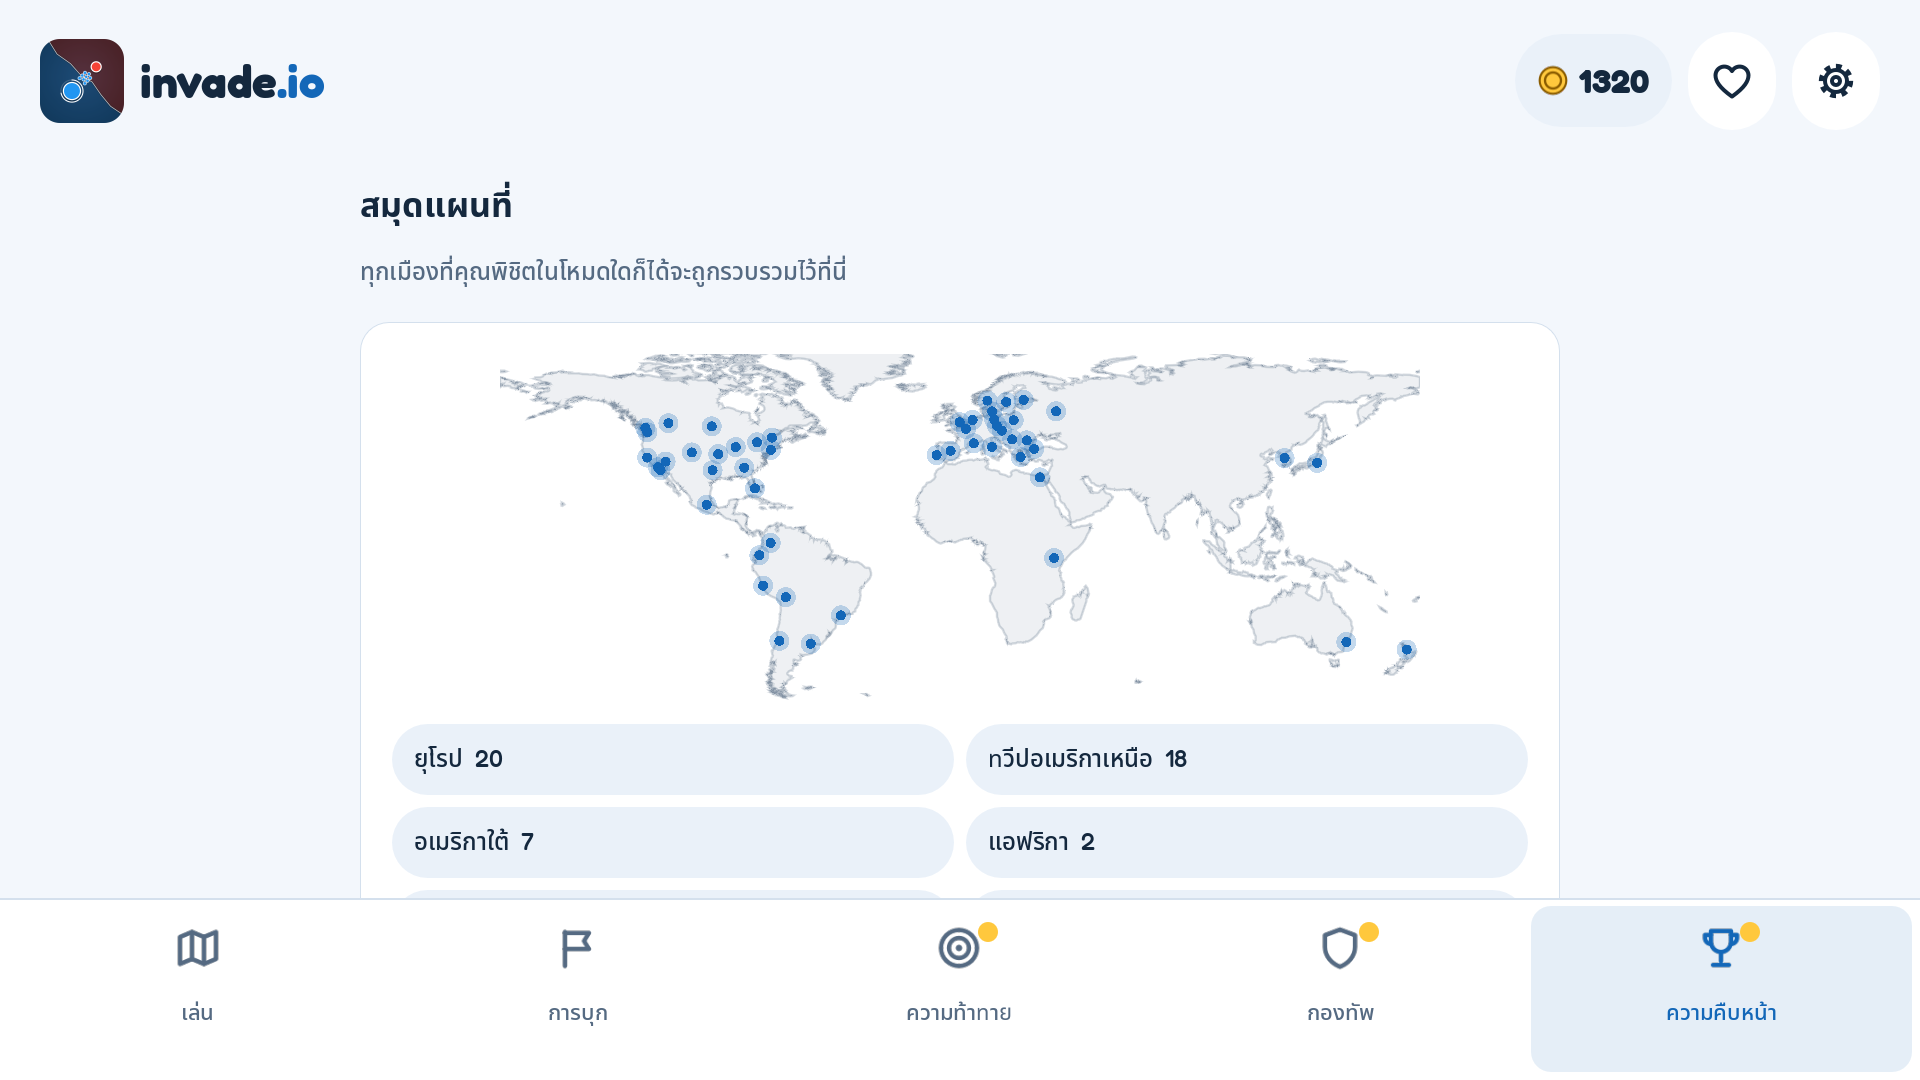 invade.io
1320
สมุดแผนที่
ทุกเมืองที่คุณพิชิตในโหมดใดก็ได้จะถูกรวบรวมไว้ที่นี่
ยุโรป 20
ทวีปอเมริกาเหนือ 18
อเมริกาใต้ 7
แอฟริกา 2
เล่น
การบุก
ความท้าทาย
กองทัพ
ความคืบหน้า